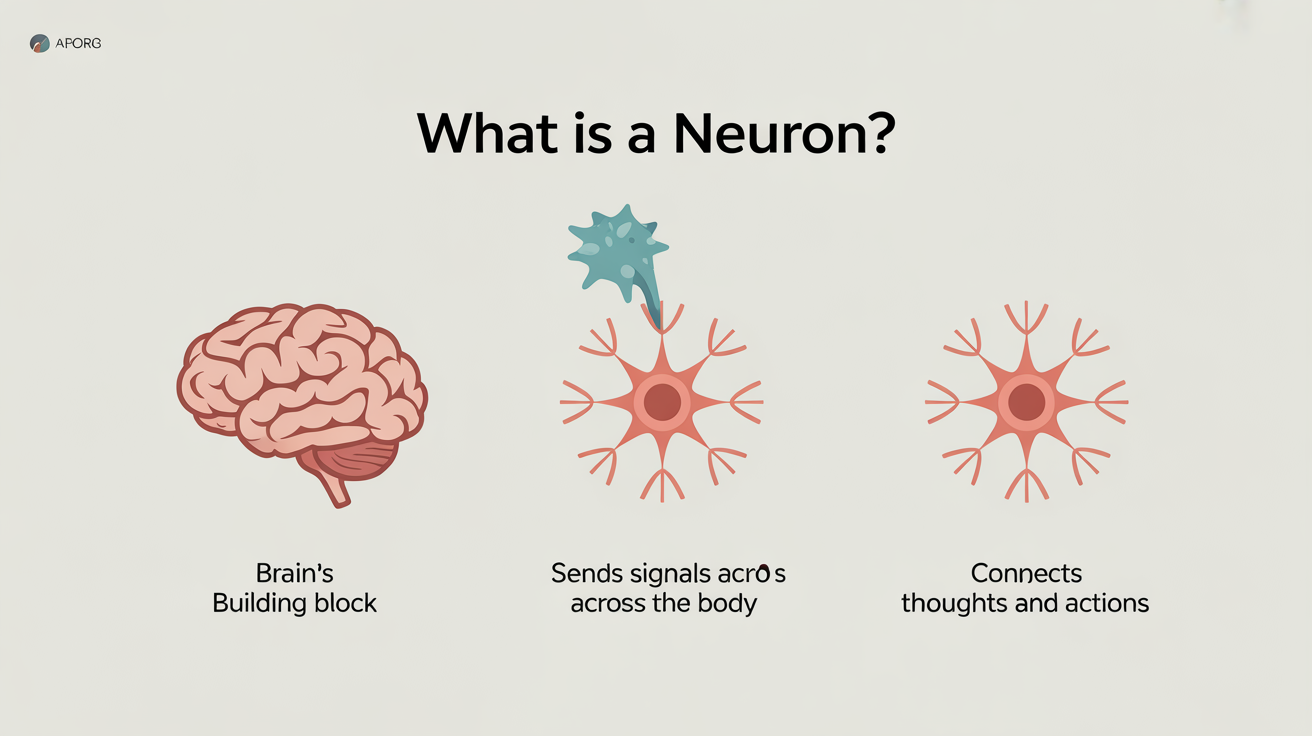 APORG
What is a Neuron?
Brain's
Building block
Sends signals acros
across the body
Connects
thoughts and actions